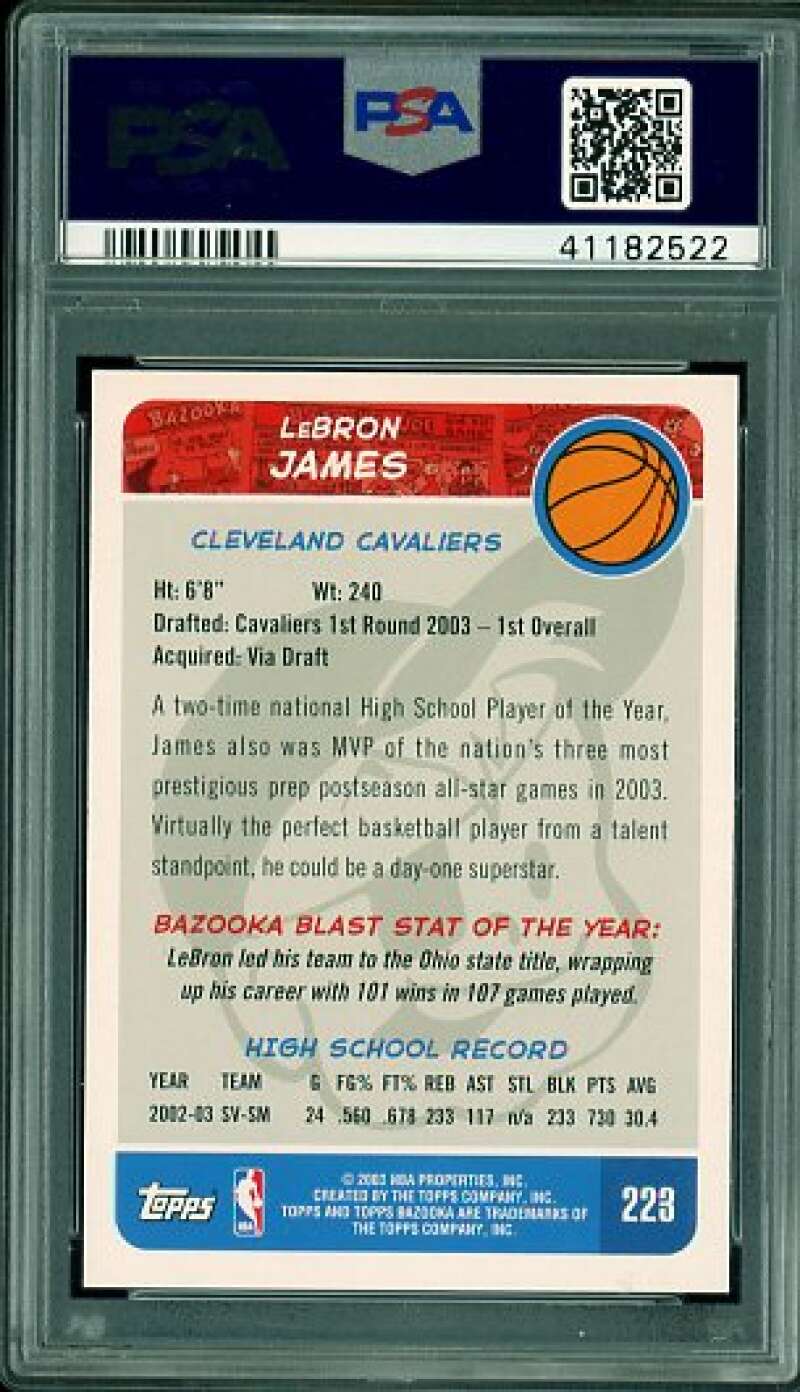 PSA
PSA
41182522
BAZOOKA
LEBRON
JAMES
CLEVELAND CAVALIERS
Ht: 6'8" Wt: 240
Drafted: Cavaliers 1st Round 2003 – 1st Overall
Acquired: Via Draft
A two-time national High School Player of the Year,
James also was MVP of the nation's three most
prestigious prep postseason all-star games in 2003.
Virtually the perfect basketball player from a talent
standpoint, he could be a day-one superstar.
BAZOOKA BLAST STAT OF THE YEAR:
LeBron led his team to the Ohio state title, wrapping
up his career with 101 wins in 107 games played.
HIGH SCHOOL RECORD
YEAR TEAM G FG% FT% REB AST STL BLK PTS AVG
2002-03 SV-SM 24 .560 .678 233 117 n/a 233 730 30.4
© 2003 NBA PROPERTIES, INC.
CREATED BY THE TOPPS COMPANY, INC.
TOPPS AND TOPPS BAZOOKA ARE TRADEMARKS OF
THE TOPPS COMPANY, INC.
TOPPS
NBA
223